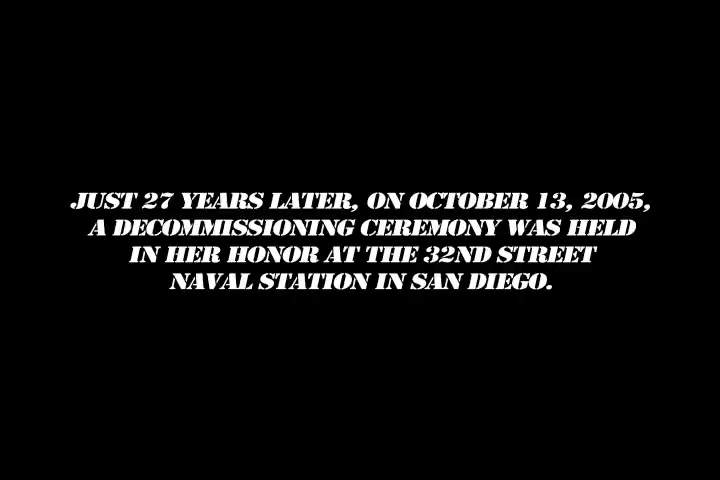 JUST 27 YEARS LATER, ON OCTOBER 13, 2005,
A DECOMMISSIONING CEREMONY WAS HELD
IN HER HONOR AT THE 32ND STREET
NAVAL STATION IN SAN DIEGO.